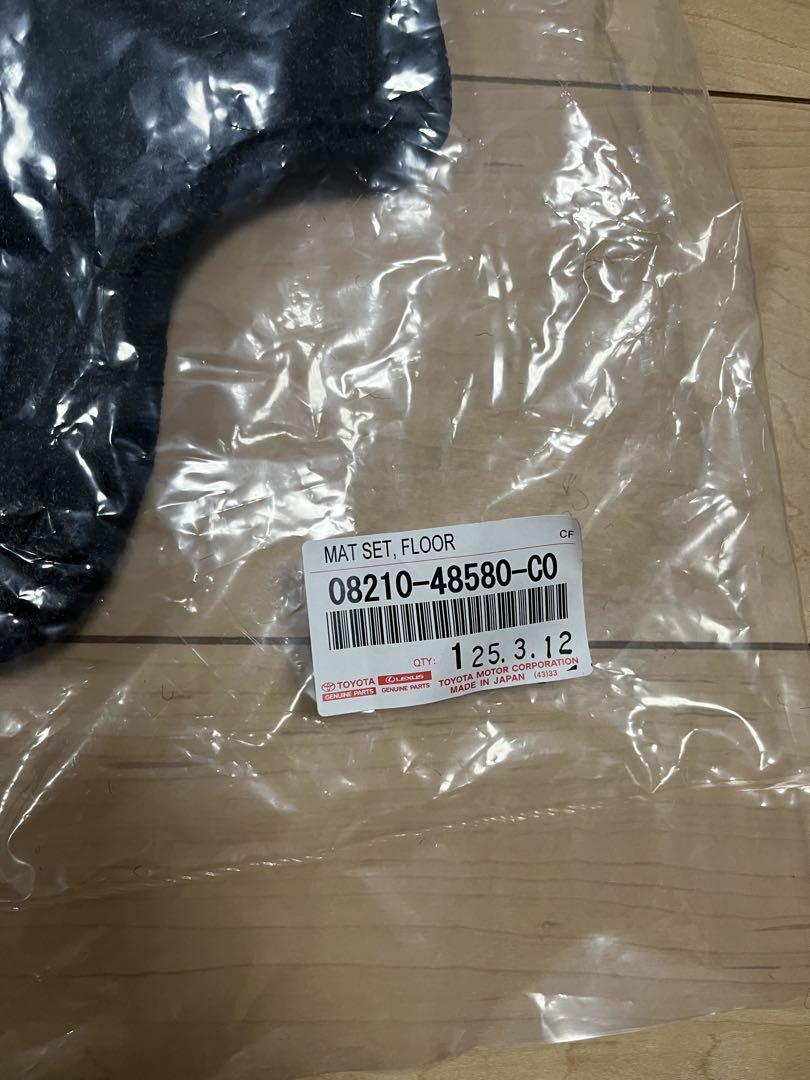 MAT SET, FLOOR CF
08210-48580-C0
QTY: 1 25.3.12
TOYOTA LEXUS TOYOTA MOTOR CORPORATION
GENUINE PARTS GENUINE PARTS MADE IN JAPAN (43)33